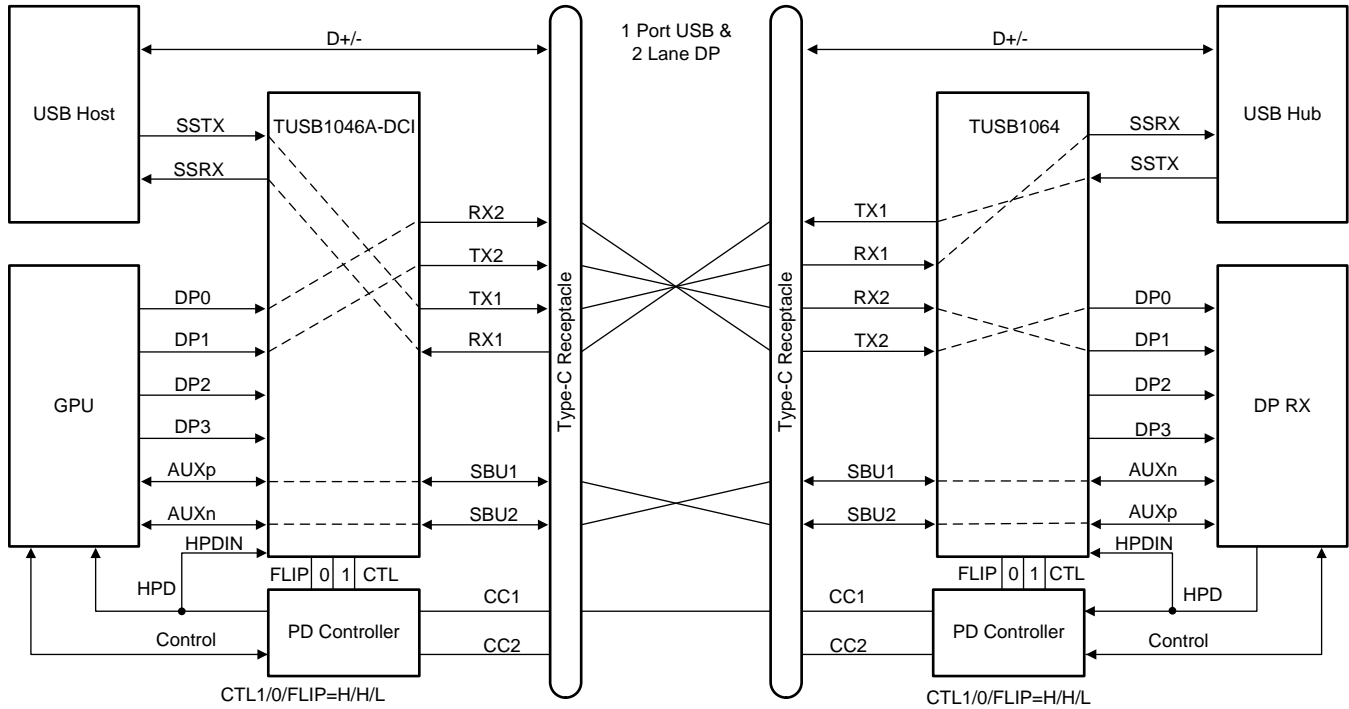 1 Port USB &
2 Lane DP
USB Host
D+/-
SSTX
SSRX
TUSB1046A-DCI
RX2
TX2
TX1
RX1
GPU
DP0
DP1
DP2
DP3
AUXp
AUXn
SBU1
SBU2
HPDIN
HPD
Control
FLIP 0 1 CTL
PD Controller
CC1
CC2
CTL1/0/FLIP=H/H/L
Type-C Receptacle
Type-C Receptacle
D+/-
USB Hub
TUSB1064
SSRX
SSTX
TX1
RX1
RX2
TX2
DP0
DP1
DP2
DP3
DP RX
SBU1
SBU2
AUXn
AUXp
HPDIN
HPD
Control
FLIP 0 1 CTL
PD Controller
CC1
CC2
CTL1/0/FLIP=H/H/L